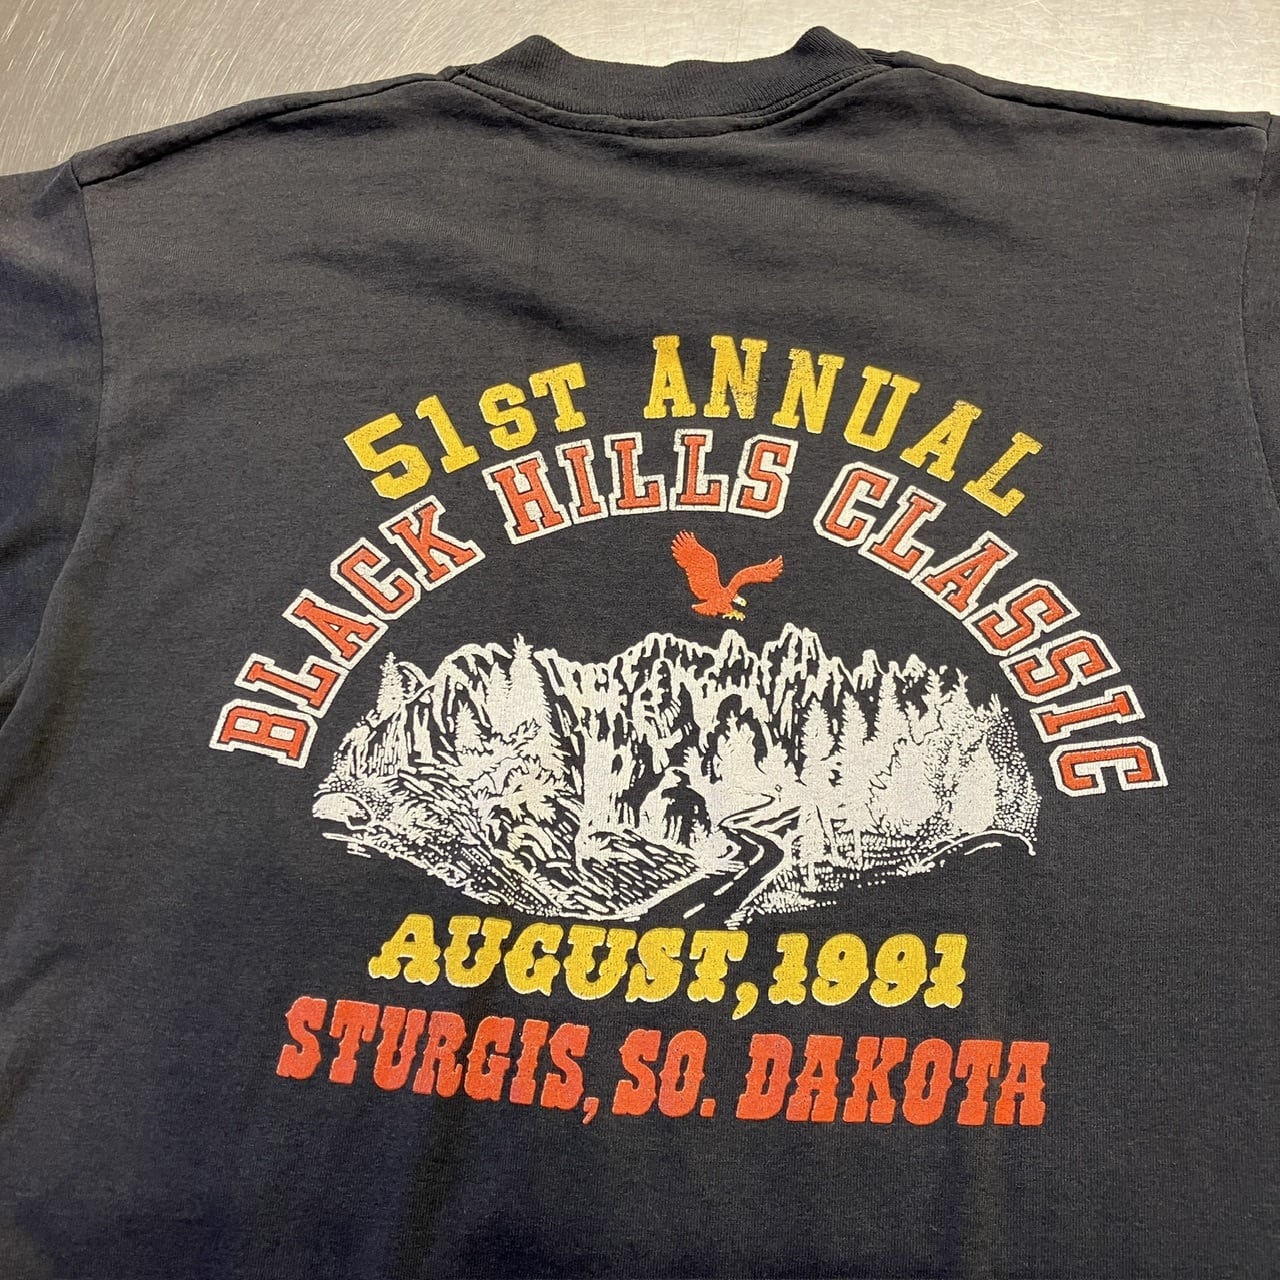 51ST ANNUAL
BLACK HILLS CLASSIC
AUGUST, 1991
STURGIS, SO. DAKOTA